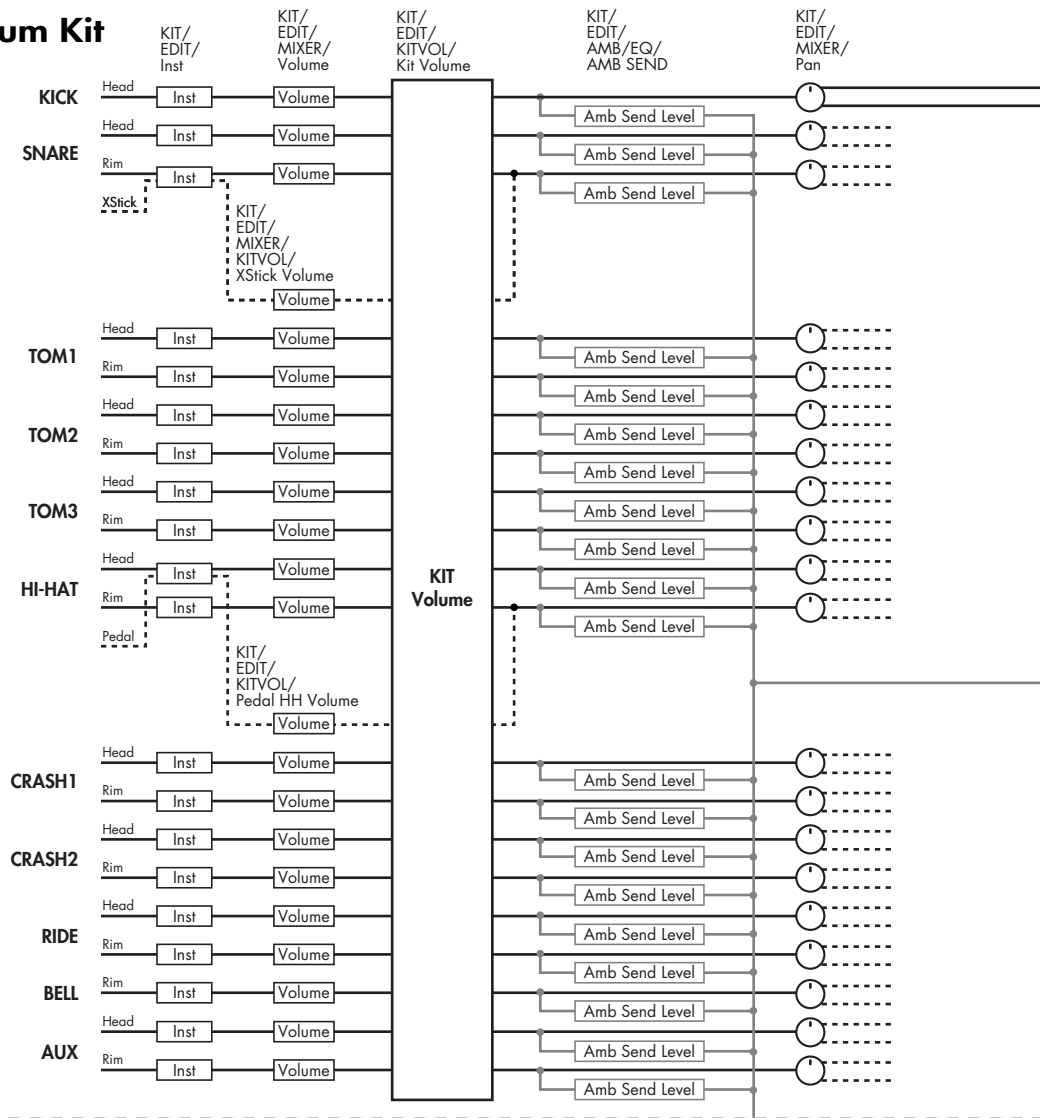 um Kit
KIT/
EDIT/
Inst
KIT/
EDIT/
MIXER/
Volume
KIT/
EDIT/
KITVOL/
Kit Volume
KIT/
EDIT/
AMB/EQ/
AMB SEND
KIT/
EDIT/
MIXER/
Pan
KICK
Head Inst Volume Amb Send Level
SNARE
Head Inst Volume Amb Send Level
Rim Inst Volume Amb Send Level
XStick
KIT/
EDIT/
MIXER/
KITVOL/
XStick Volume
Volume
TOM1
Head Inst Volume Amb Send Level
Rim Inst Volume Amb Send Level
TOM2
Head Inst Volume Amb Send Level
Rim Inst Volume Amb Send Level
TOM3
Head Inst Volume Amb Send Level
Rim Inst Volume Amb Send Level
HI-HAT
Head Inst Volume Amb Send Level
Rim Inst Volume Amb Send Level
Pedal
KIT
Volume
KIT/
EDIT/
KITVOL/
Pedal HH Volume
Volume
CRASH1
Head Inst Volume Amb Send Level
Rim Inst Volume Amb Send Level
CRASH2
Head Inst Volume Amb Send Level
Rim Inst Volume Amb Send Level
RIDE
Head Inst Volume Amb Send Level
Rim Inst Volume Amb Send Level
BELL
Rim Inst Volume Amb Send Level
AUX
Head Inst Volume Amb Send Level
Rim Inst Volume Amb Send Level